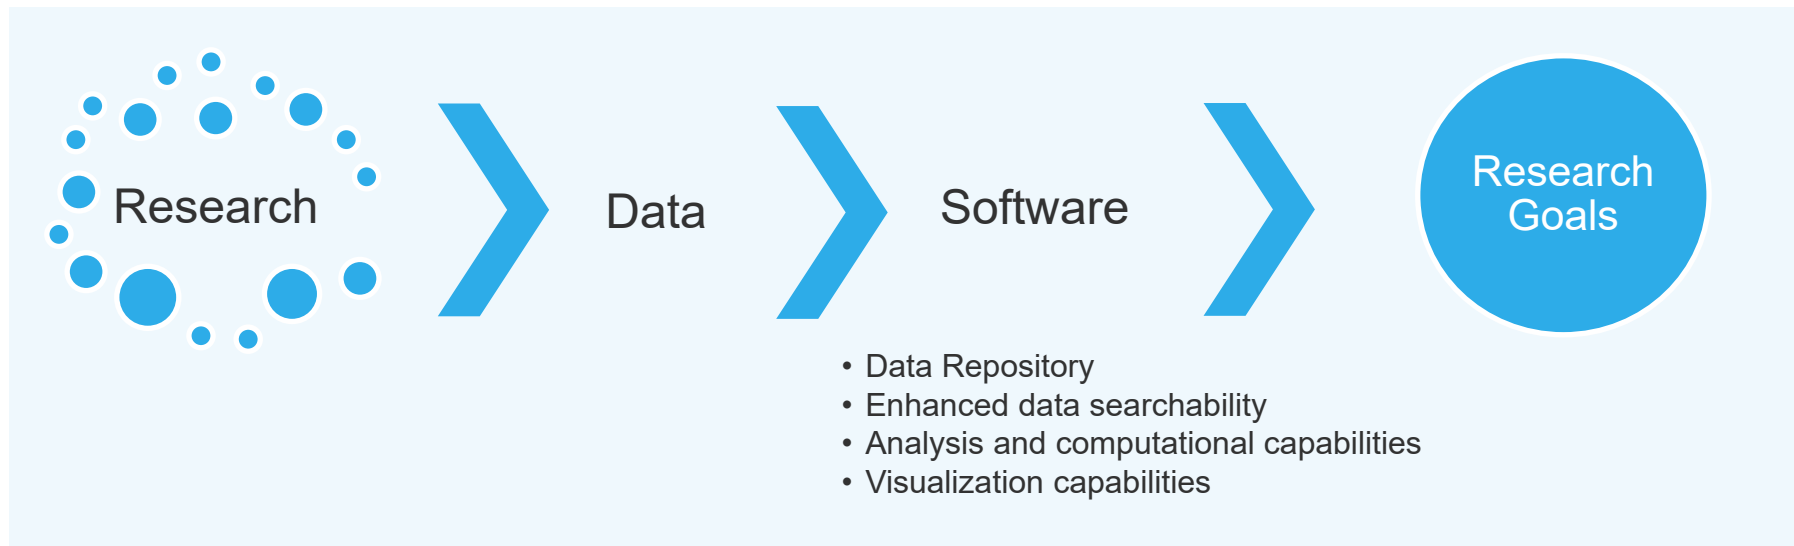 Research
Data
Software
Research
Goals
• Data Repository
• Enhanced data searchability
• Analysis and computational capabilities
• Visualization capabilities